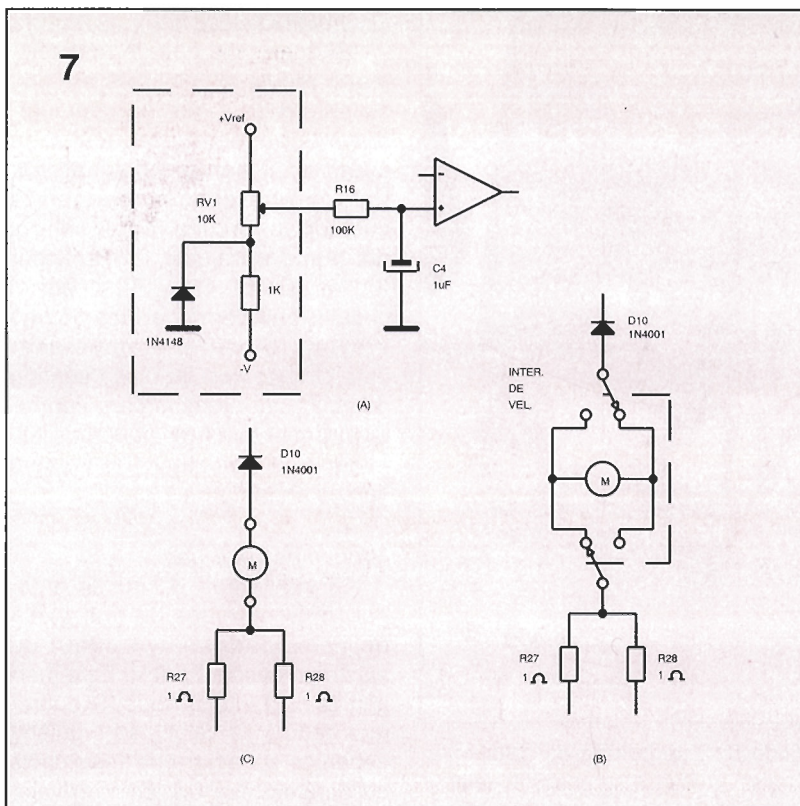 7
+Vref
RV1
10K
R16
100K
-
+
C4
1uF
1K
1N4148
-V
(A)
D10
1N4001
INTER.
DE
VEL.
M
R27
1 Ω
R28
1 Ω
(B)
D10
1N4001
M
R27
1 Ω
R28
1 Ω
(C)